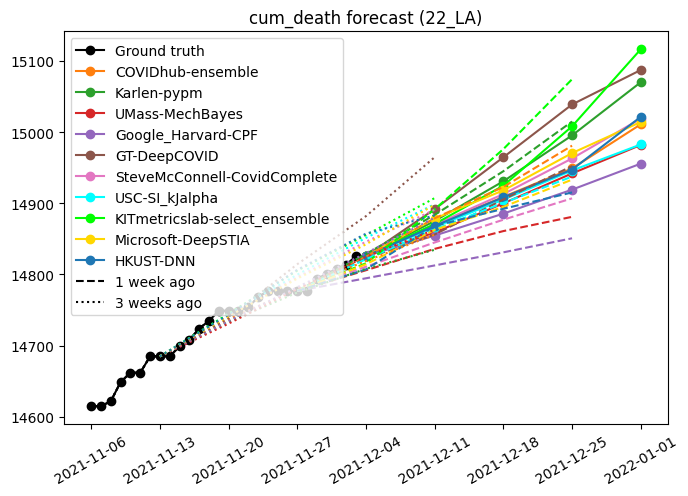 cum_death forecast (22_LA)
15100
15000
14900
14800
14700
14600
Ground truth
COVIDhub-ensemble
Karlen-pypm
UMass-MechBayes
Google_Harvard-CPF
GT-DeepCOVID
SteveMcConnell-CovidComplete
USC-SI_kJalpha
KITmetricslab-select_ensemble
Microsoft-DeepSTIA
HKUST-DNN
1 week ago
3 weeks ago
2021-11-06
2021-11-13
2021-11-20
2021-11-27
2021-12-04
2021-12-11
2021-12-18
2021-12-25
2022-01-01